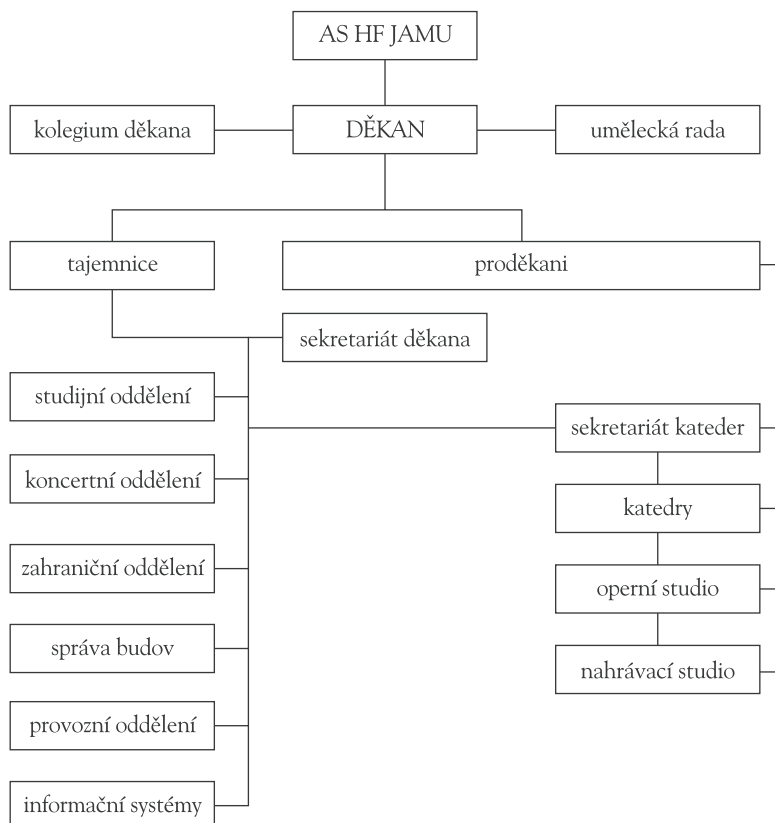 AS HF JAMU
kolegium děkana
DĚKAN
umělecká rada
tajemnice
proděkani
sekretariát děkana
studijní oddělení
sekretariát kateder
koncertní oddělení
katedry
zahraniční oddělení
operní studio
správa budov
nahrávací studio
provozní oddělení
informační systémy